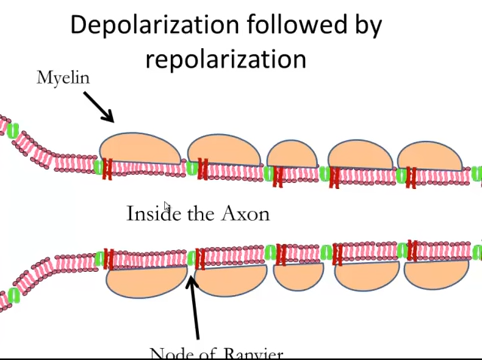 Depolarization followed by
repolarization
Myelin
Inside the Axon
Node of Ranvier